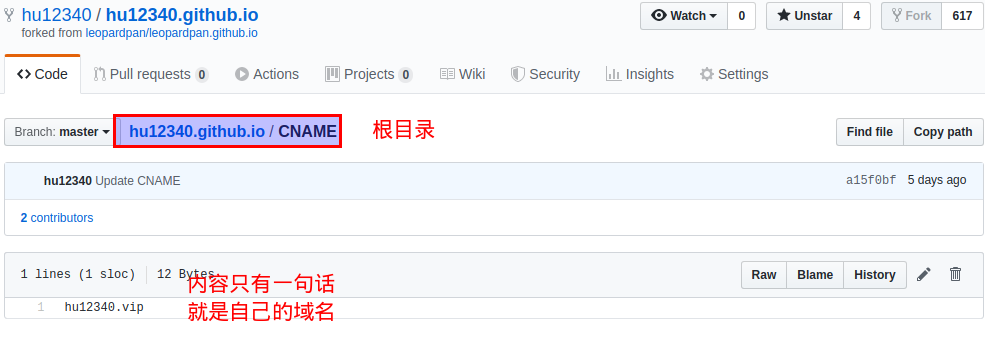 hu12340 / hu12340.github.io
Watch 0 Unstar 4 Fork 617
forked from leopardpan/leopardpan.github.io
Code Pull requests 0 Actions Projects 0 Wiki Security Insights Settings
Branch: master hu12340.github.io / CNAME 根目录 Find file Copy path
hu12340 Update CNAME a15f0bf 5 days ago
2 contributors
1 lines (1 sloc) 12 Bytes Raw Blame History
内容只有一句话
1 hu12340.vip
就是自己的域名